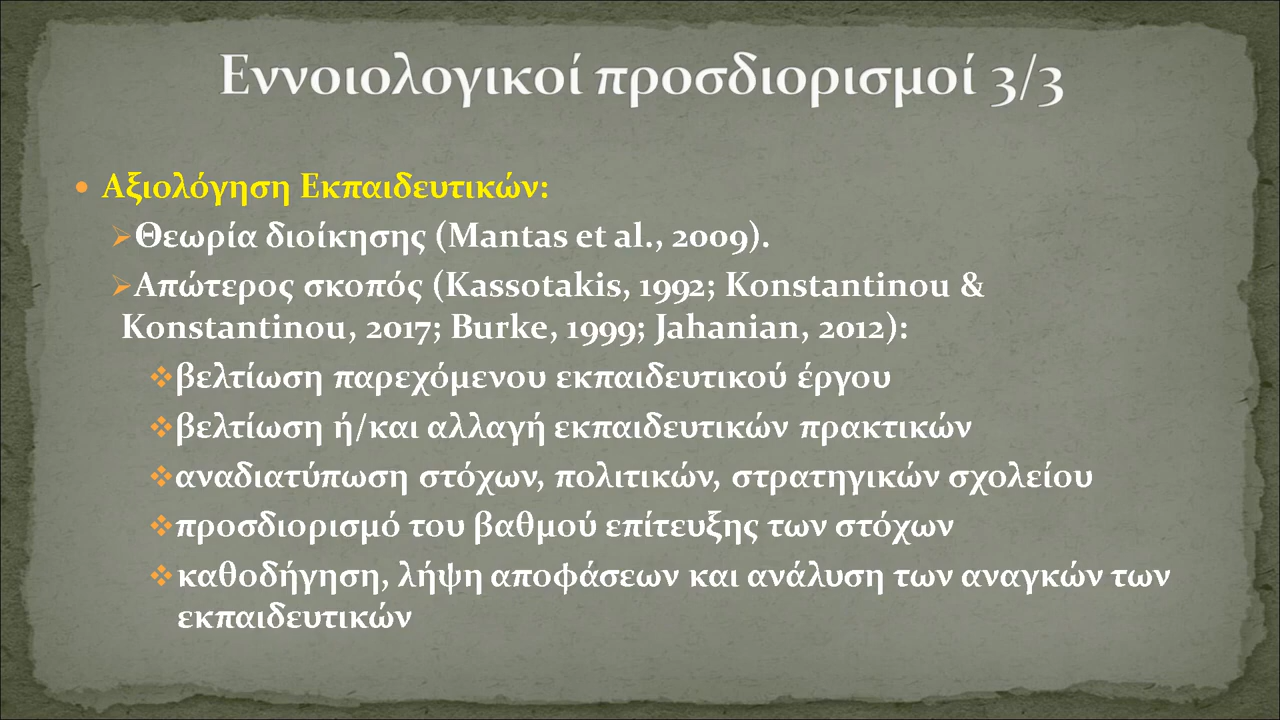 Εννοιολογικοί προσδιορισμοί 3/3
• Αξιολόγηση Εκπαιδευτικών:
➢Θεωρία διοίκησης (Mantas et al., 2009).
➢Απώτερος σκοπός (Kassotakis, 1992; Konstantinou &
Konstantinou, 2017; Burke, 1999; Jahanian, 2012):
❖βελτίωση παρεχόμενου εκπαιδευτικού έργου
❖βελτίωση ή/και αλλαγή εκπαιδευτικών πρακτικών
❖αναδιατύπωση στόχων, πολιτικών, στρατηγικών σχολείου
❖προσδιορισμό του βαθμού επίτευξης των στόχων
❖καθοδήγηση, λήψη αποφάσεων και ανάλυση των αναγκών των
εκπαιδευτικών